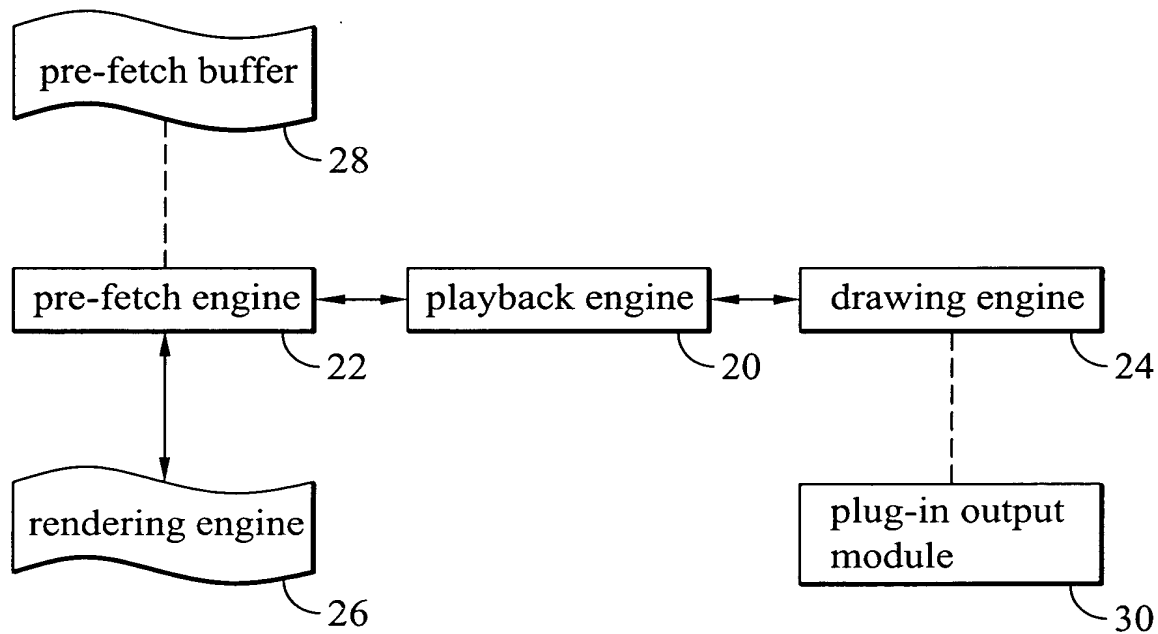 pre-fetch buffer
28
pre-fetch engine
22
playback engine
20
drawing engine
24
rendering engine
26
plug-in output
module
30